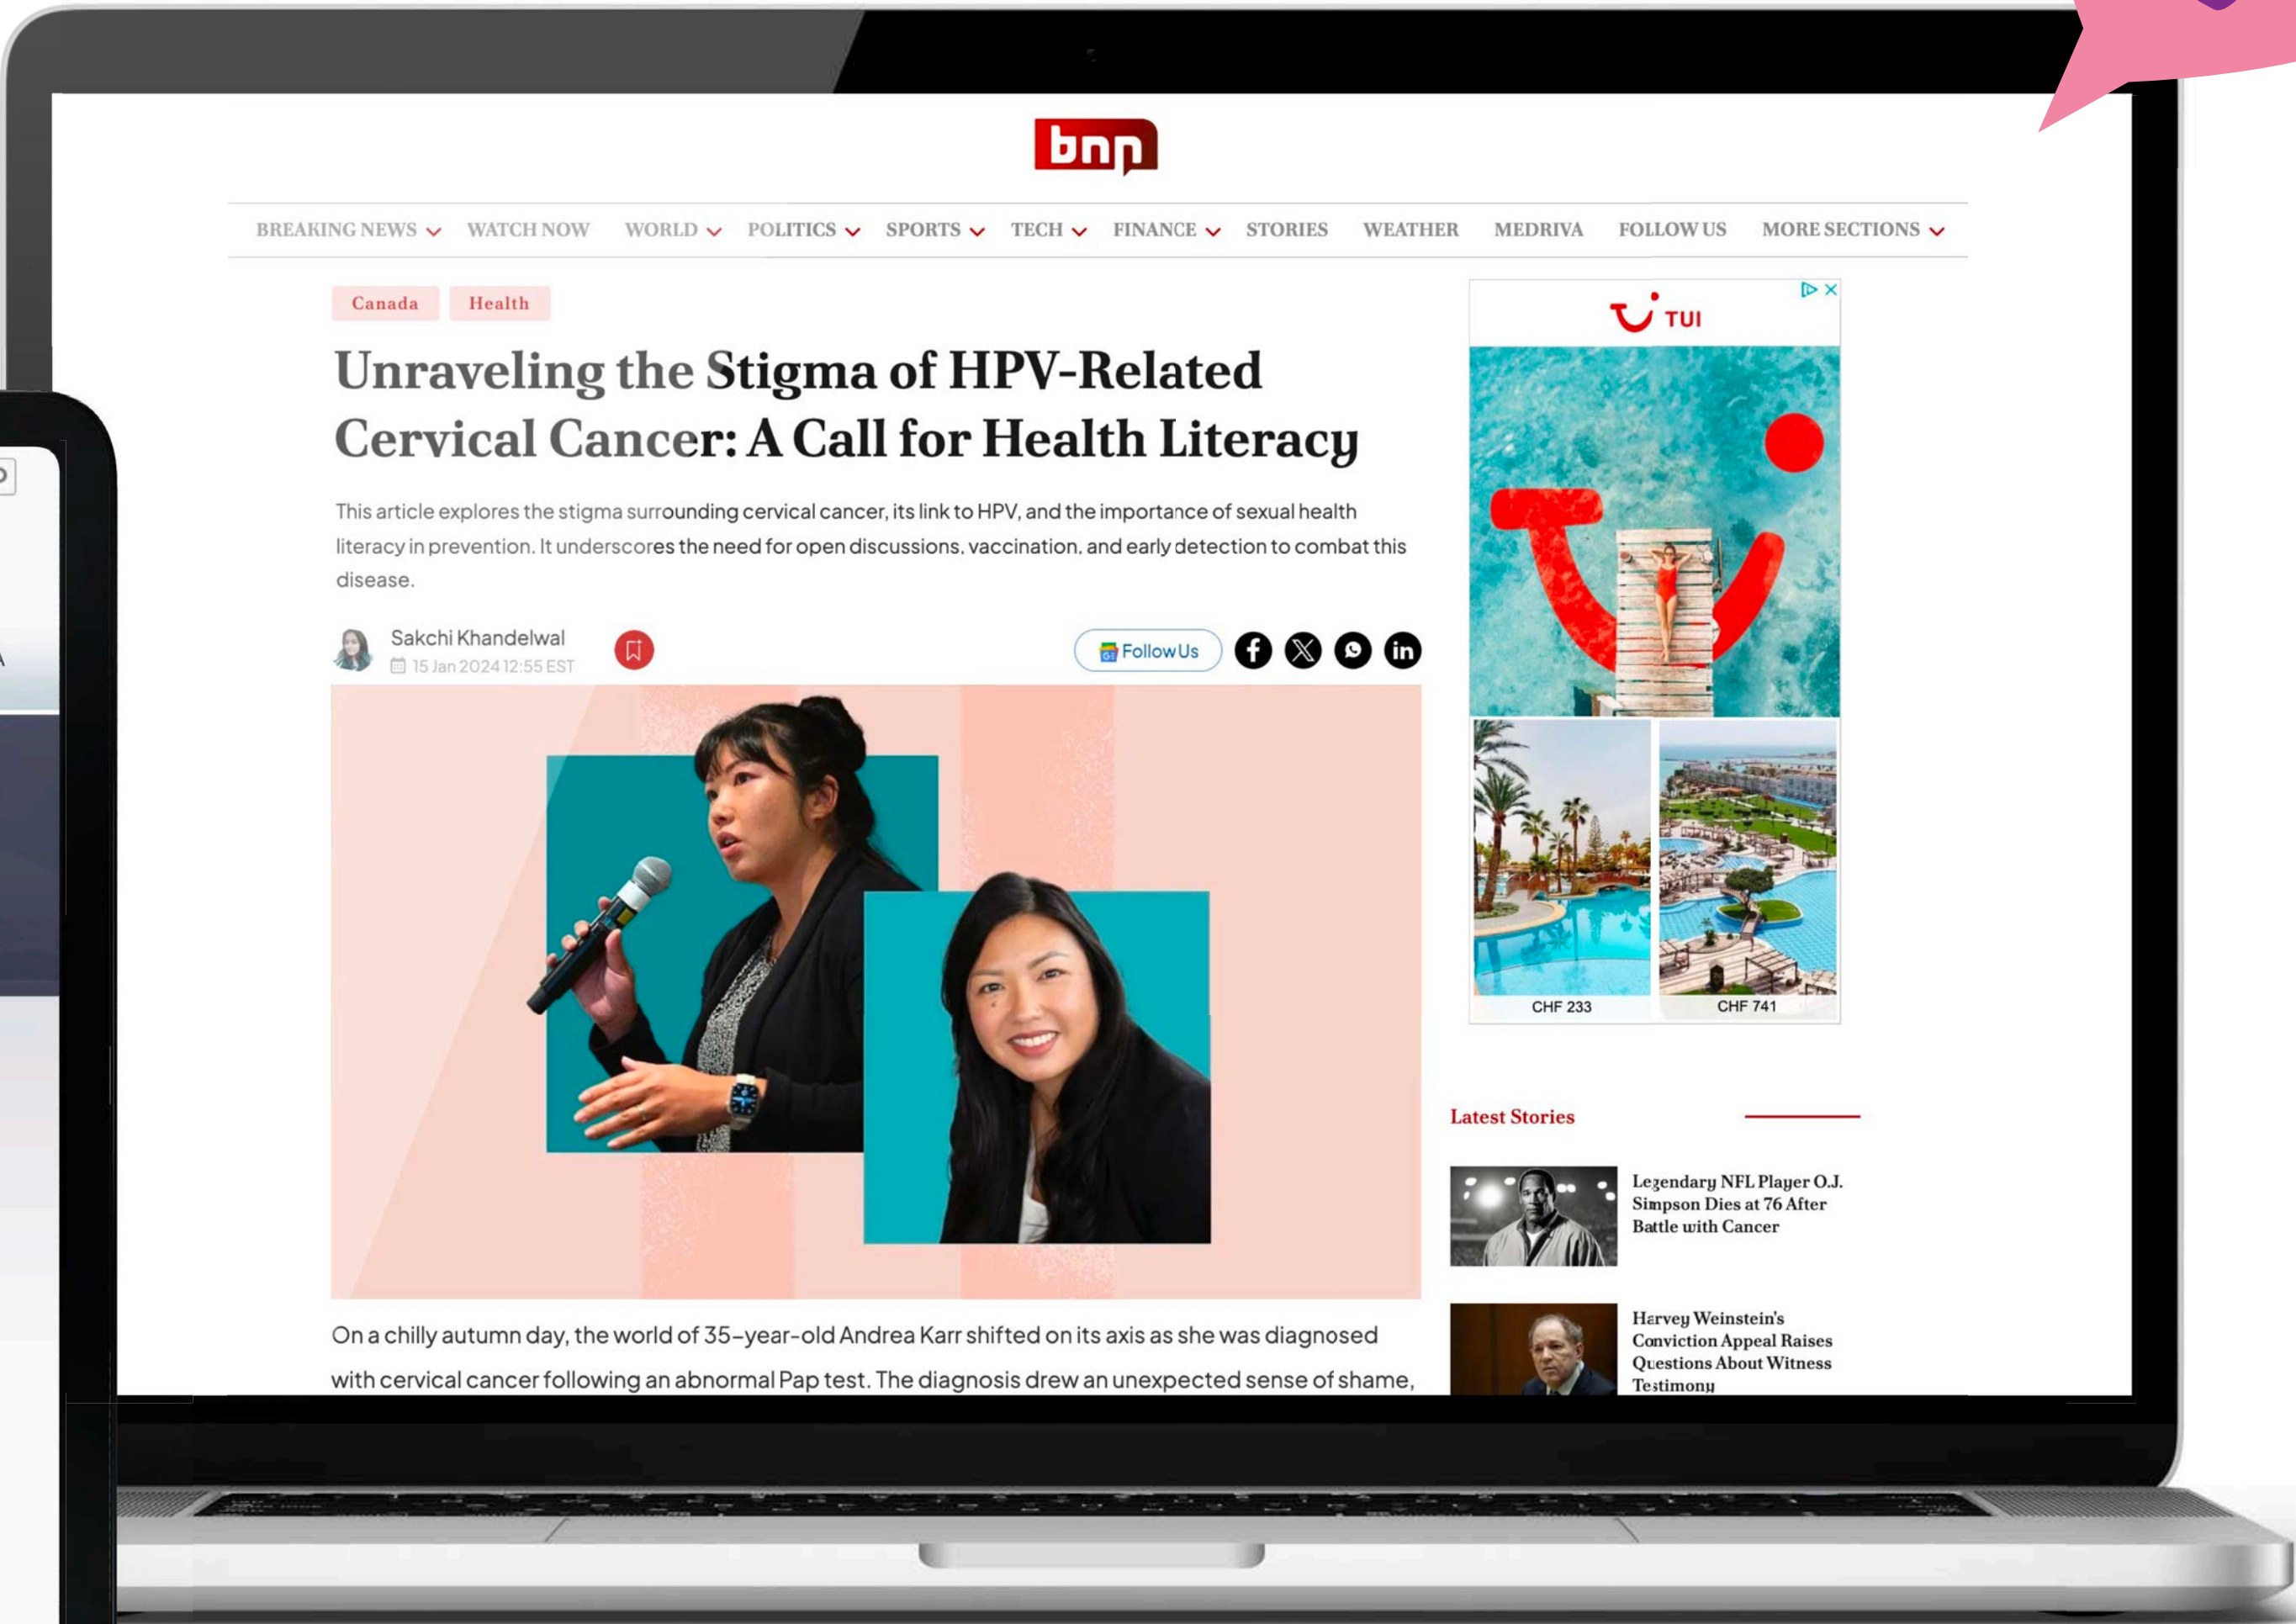 bnn
BREAKING NEWS WATCH NOW WORLD POLITICS SPORTS TECH FINANCE STORIES WEATHER MEDRIVA FOLLOW US MORE SECTIONS
Canada Health
Unraveling the Stigma of HPV-Related
Cervical Cancer: A Call for Health Literacy
This article explores the stigma surrounding cervical cancer, its link to HPV, and the importance of sexual health
literacy in prevention. It underscores the need for open discussions, vaccination, and early detection to combat this
disease.
Sakchi Khandelwal
15 Jan 2024 12:55 EST
Follow Us
On a chilly autumn day, the world of 35-year-old Andrea Karr shifted on its axis as she was diagnosed
with cervical cancer following an abnormal Pap test. The diagnosis drew an unexpected sense of shame,
TUI
CHF 233 CHF 741
Latest Stories
Legendary NFL Player O.J.
Simpson Dies at 76 After
Battle with Cancer
Harvey Weinstein's
Conviction Appeal Raises
Questions About Witness
Testimony